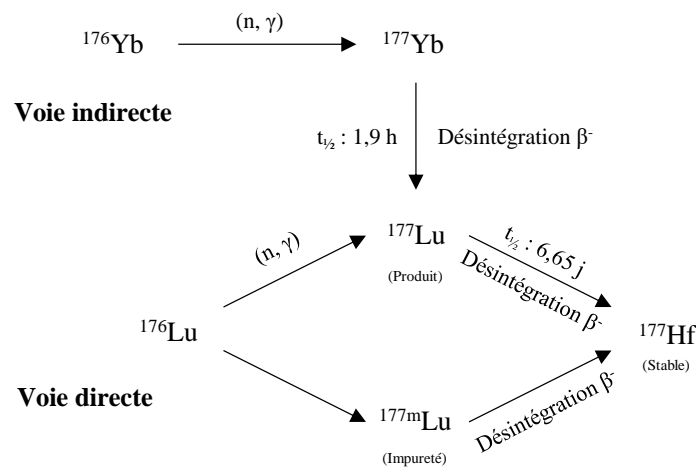 ¹⁷⁶Yb (n, γ) ¹⁷⁷Yb
Voie indirecte
t½ : 1,9 h Désintégration β⁻
(n, γ) ¹⁷⁷Lu t½ : 6,65 j
(Produit) Désintégration β⁻
¹⁷⁶Lu ¹⁷⁷Hf
(Stable)
Voie directe
¹⁷⁷ᵐLu Désintégration β⁻
(Impureté)